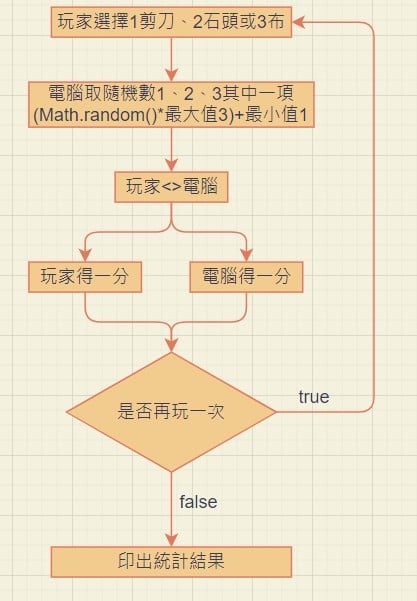 玩家選擇1剪刀、2石頭或3布
電腦取隨機數1、2、3其中一項
(Math.random()*最大值3)+最小值1
玩家<>電腦
玩家得一分
電腦得一分
是否再玩一次
true
false
印出統計結果